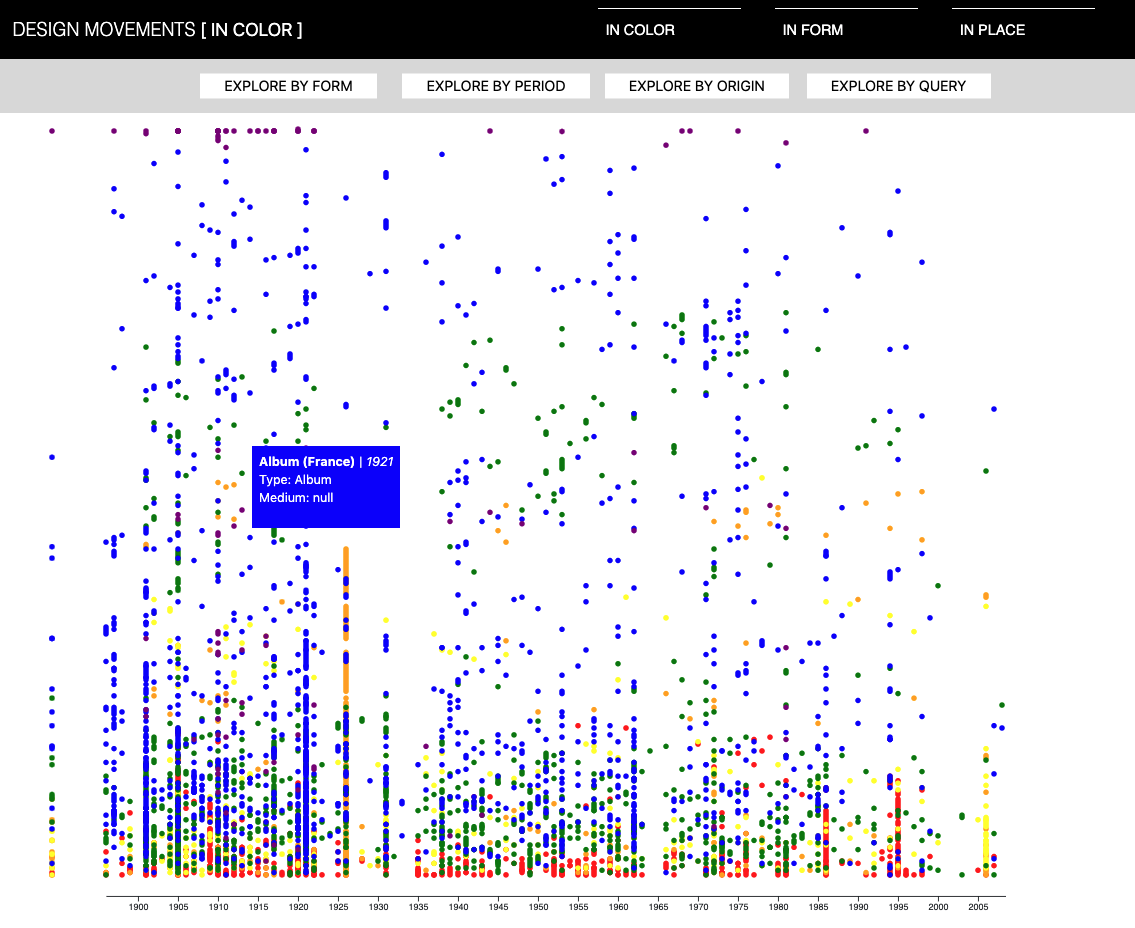 DESIGN MOVEMENTS [ IN COLOR ]
IN COLOR
IN FORM
IN PLACE
EXPLORE BY FORM
EXPLORE BY PERIOD
EXPLORE BY ORIGIN
EXPLORE BY QUERY
Album (France) | 1921
Type: Album
Medium: null
1900 1905 1910 1915 1920 1925 1930 1935 1940 1945 1950 1955 1960 1965 1970 1975 1980 1985 1990 1995 2000 2005